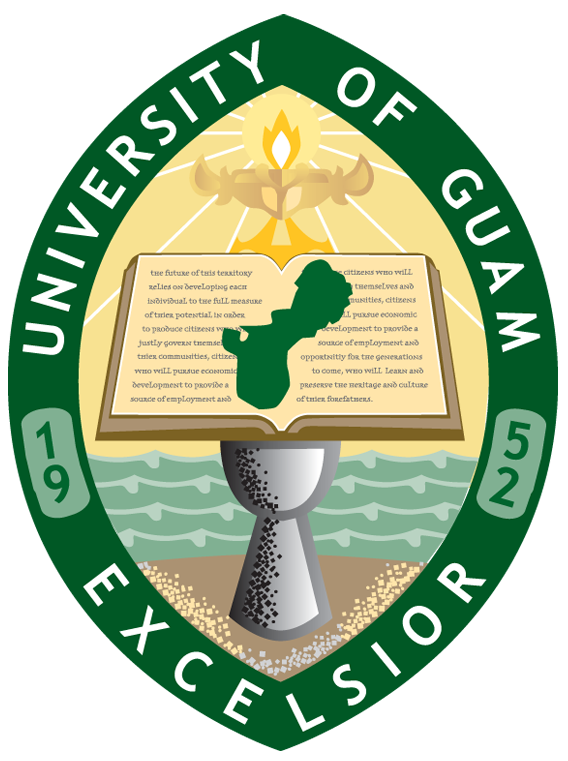 UNIVERSITY OF GUAM
the future of this territory
relies on developing each
individual to the full measure
of their potential in order
to produce citizens who
justly govern themsel
their communities, citizens
who will pursue economic
development to provide a
source of employment and
citizens who will
themselves and
munities, citizens
ll pursue economic
development to provide a
source of employment and
opportnitiy for the generations
to come, who will learn and
preserve the heritage and culture
of their forefathers.
19
52
EXCELSIOR